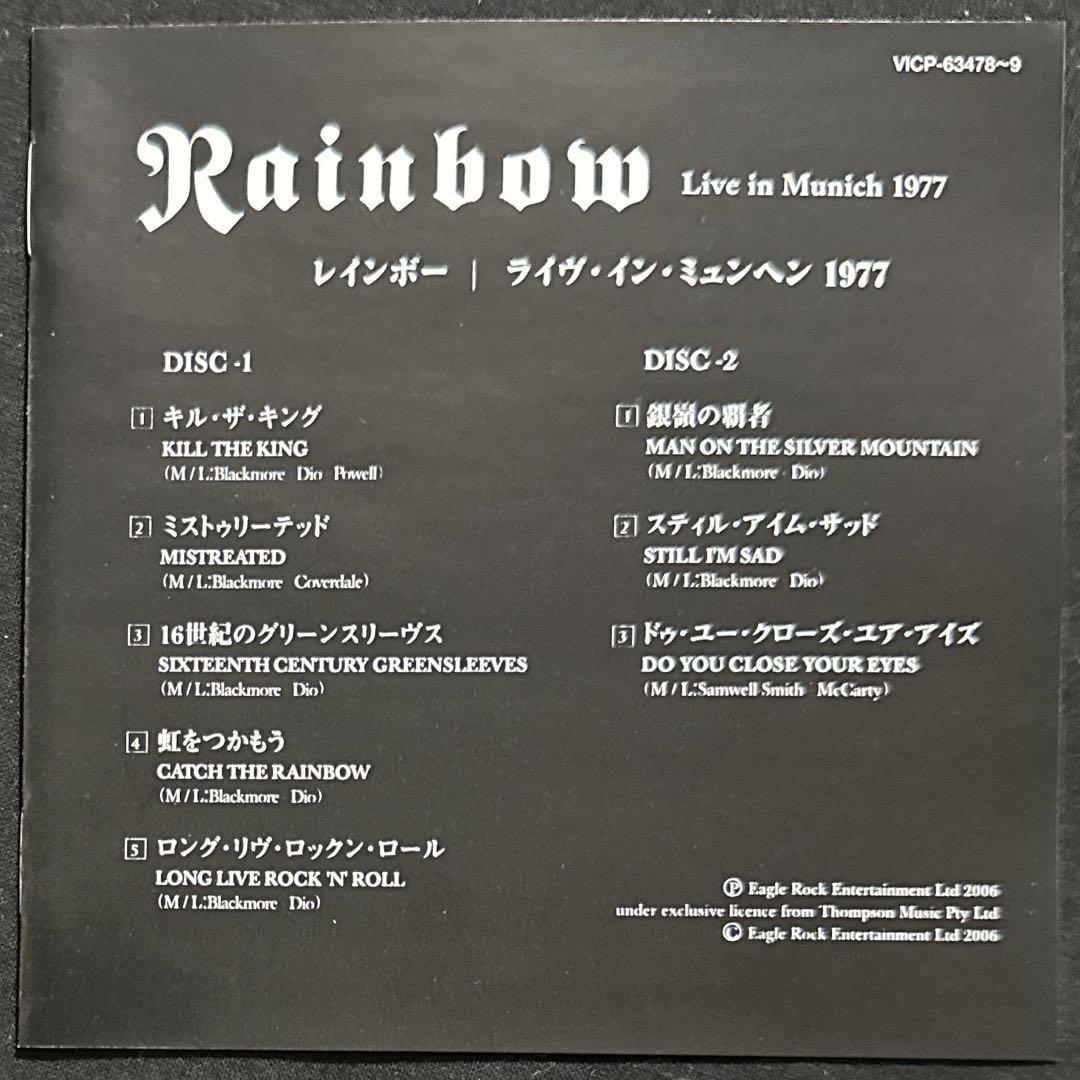 VICP-63478~9
Rainbow Live in Munich 1977
レインボー | ライヴ・イン・ミュンヘン 1977
DISC -1
1 キル・ザ・キング
KILL THE KING
(M / L:Blackmore Dio Powell)
2 ミストゥリーテッド
MISTREATED
(M / L:Blackmore Coverdale)
3 16世紀のグリーンスリーヴス
SIXTEENTH CENTURY GREENSLEEVES
(M / L:Blackmore Dio)
4 虹をつかもう
CATCH THE RAINBOW
(M / L:Blackmore Dio)
5 ロング・リヴ・ロックン・ロール
LONG LIVE ROCK 'N' ROLL
(M / L:Blackmore Dio)
DISC -2
1 銀嶺の覇者
MAN ON THE SILVER MOUNTAIN
(M / L:Blackmore Dio)
2 スティル・アイム・サッド
STILL I'M SAD
(M / L:Blackmore Dio)
3 ドゥ・ユー・クローズ・ユア・アイズ
DO YOU CLOSE YOUR EYES
(M / L:Samwell-Smith McCarty)
Ⓟ Eagle Rock Entertainment Ltd 2006
under exclusive licence from Thompson Music Pty Ltd
© Eagle Rock Entertainment Ltd 2006